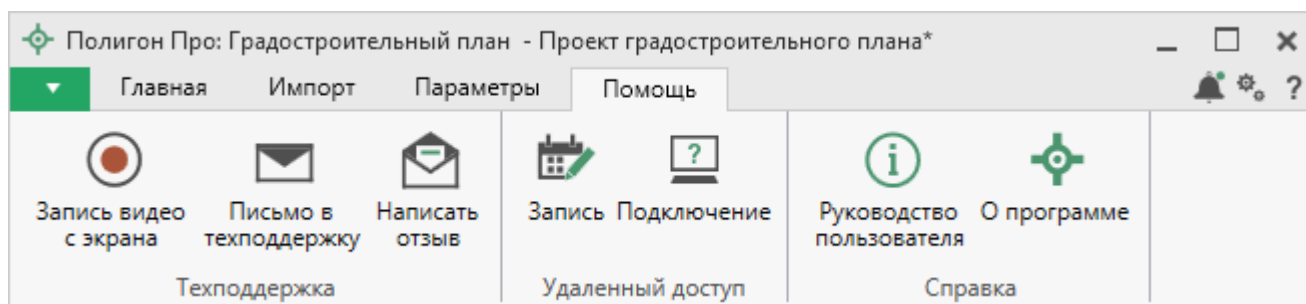 Полигон Про: Градостроительный план - Проект градостроительного плана*
Главная Импорт Параметры Помощь ?
?
Запись видео с экрана
Письмо в техподдержку
Написать отзыв
Запись
Подключение
Руководство пользователя
О программе
Техподдержка
Удаленный доступ
Справка